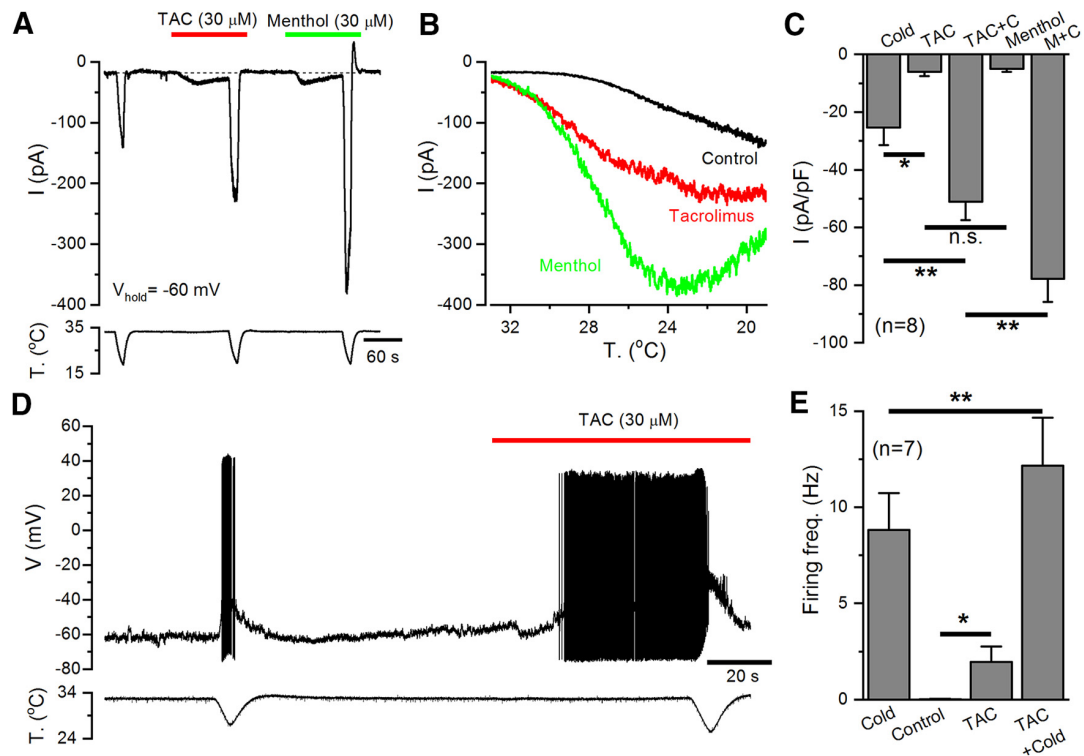 A
TAC (30 μM)
Menthol (30 μM)
0
-100
-200
-300
-400
I (pA)
Vhold= -60 mV
35
15
T. (ºC)
60 s
B
0
-100
-200
-300
-400
I (pA)
Control
Tacrolimus
Menthol
32
28
24
20
T. (ºC)
C
Cold
TAC
TAC+C
Menthol
M+C
0
-20
-40
-60
-80
-100
I (pA/pF)
*
n.s.
**
**
(n=8)
D
TAC (30 μM)
60
40
20
0
-20
-40
-60
-80
V (mV)
20 s
34
24
T. (ºC)
E
**
(n=7)
15
10
5
0
Firing freq. (Hz)
*
Cold
Control
TAC
TAC
+Cold